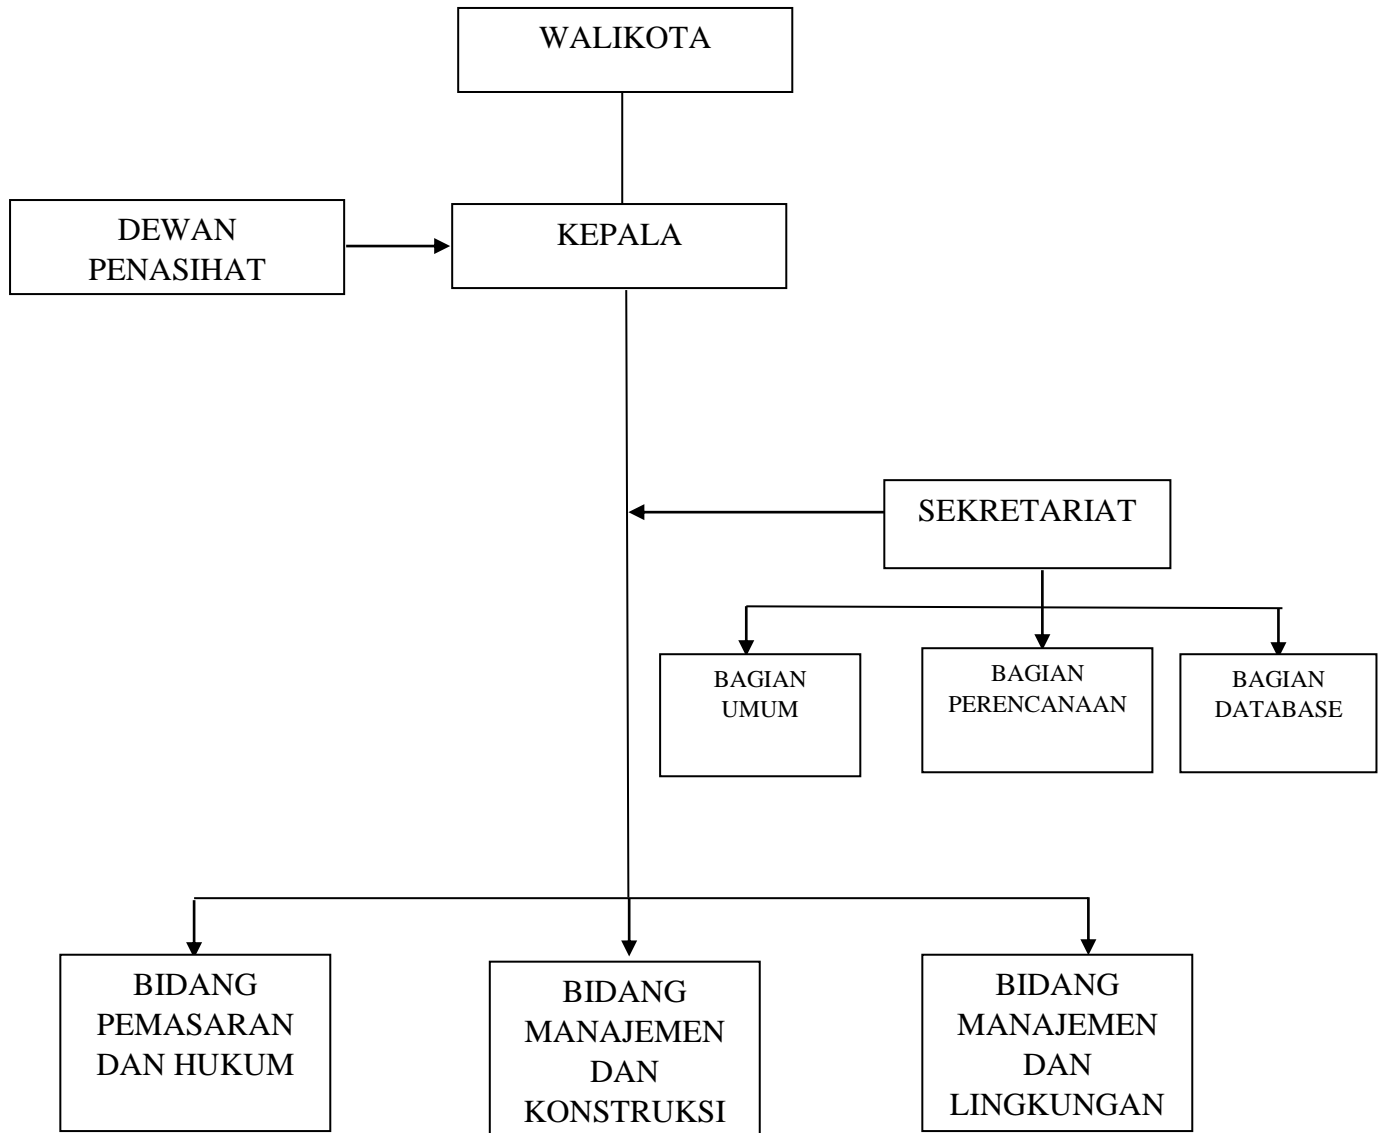 WALIKOTA
DEWAN
PENASIHAT
KEPALA
SEKRETARIAT
BAGIAN
UMUM
BAGIAN
PERENCANAAN
BAGIAN
DATABASE
BIDANG
PEMASARAN
DAN HUKUM
BIDANG
MANAJEMEN
DAN
KONSTRUKSI
BIDANG
MANAJEMEN
DAN
LINGKUNGAN